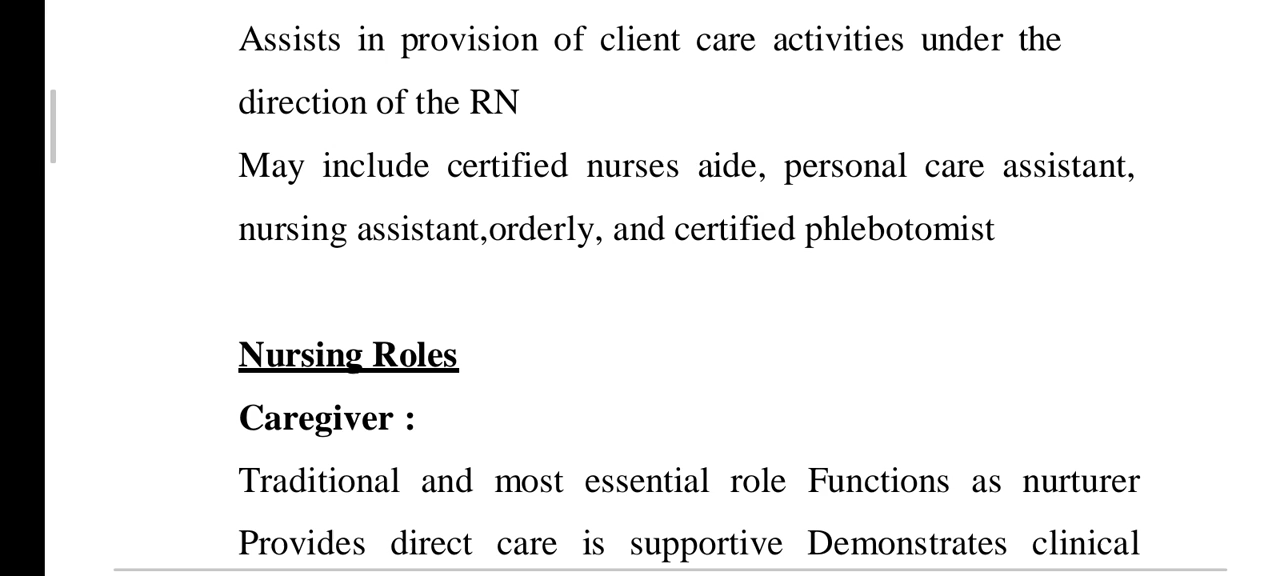 Assists in provision of client care activities under the
direction of the RN
May include certified nurses aide, personal care assistant,
nursing assistant,orderly, and certified phlebotomist
Nursing Roles
Caregiver :
Traditional and most essential role Functions as nurturer
Provides direct care is supportive Demonstrates clinical